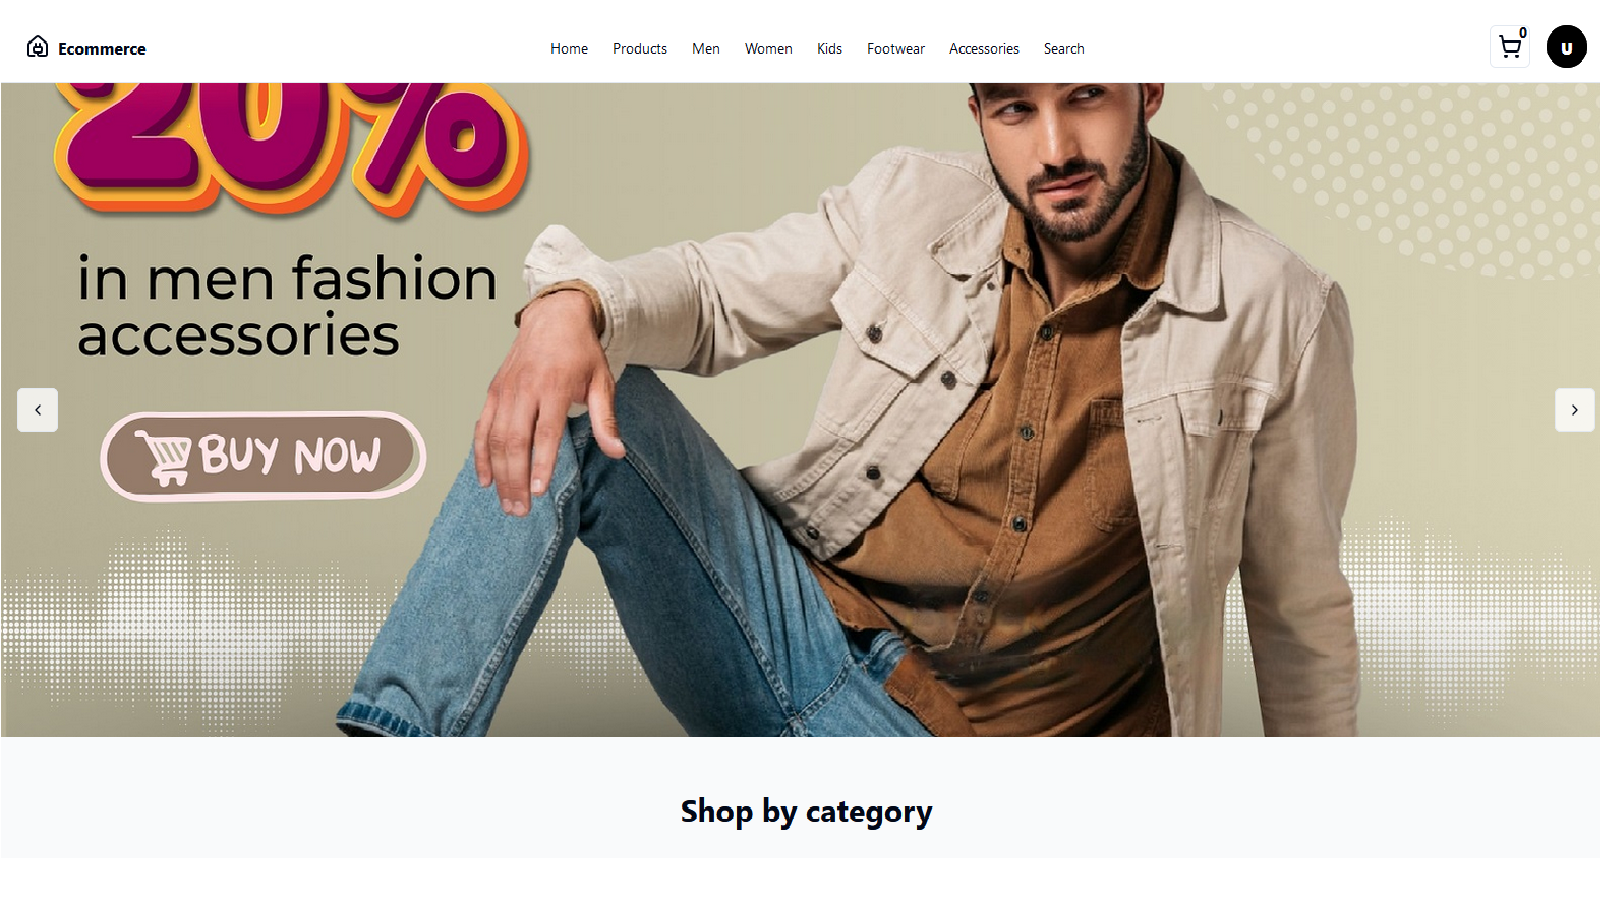 Ecommerce
Home Products Men Women Kids Footwear Accessories Search
0
U
20%
in men fashion
accessories
BUY NOW
Shop by category